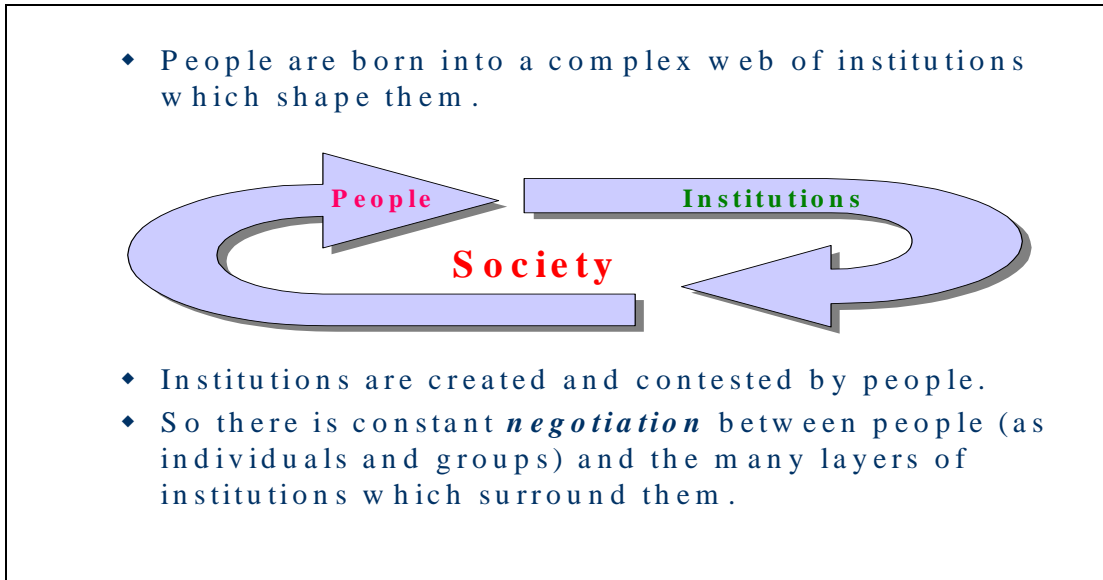 People are born into a complex web of institutions
which shape them.
People
Institutions
Society
Institutions are created and contested by people.
So there is constant negotiation between people (as
individuals and groups) and the many layers of
institutions which surround them.